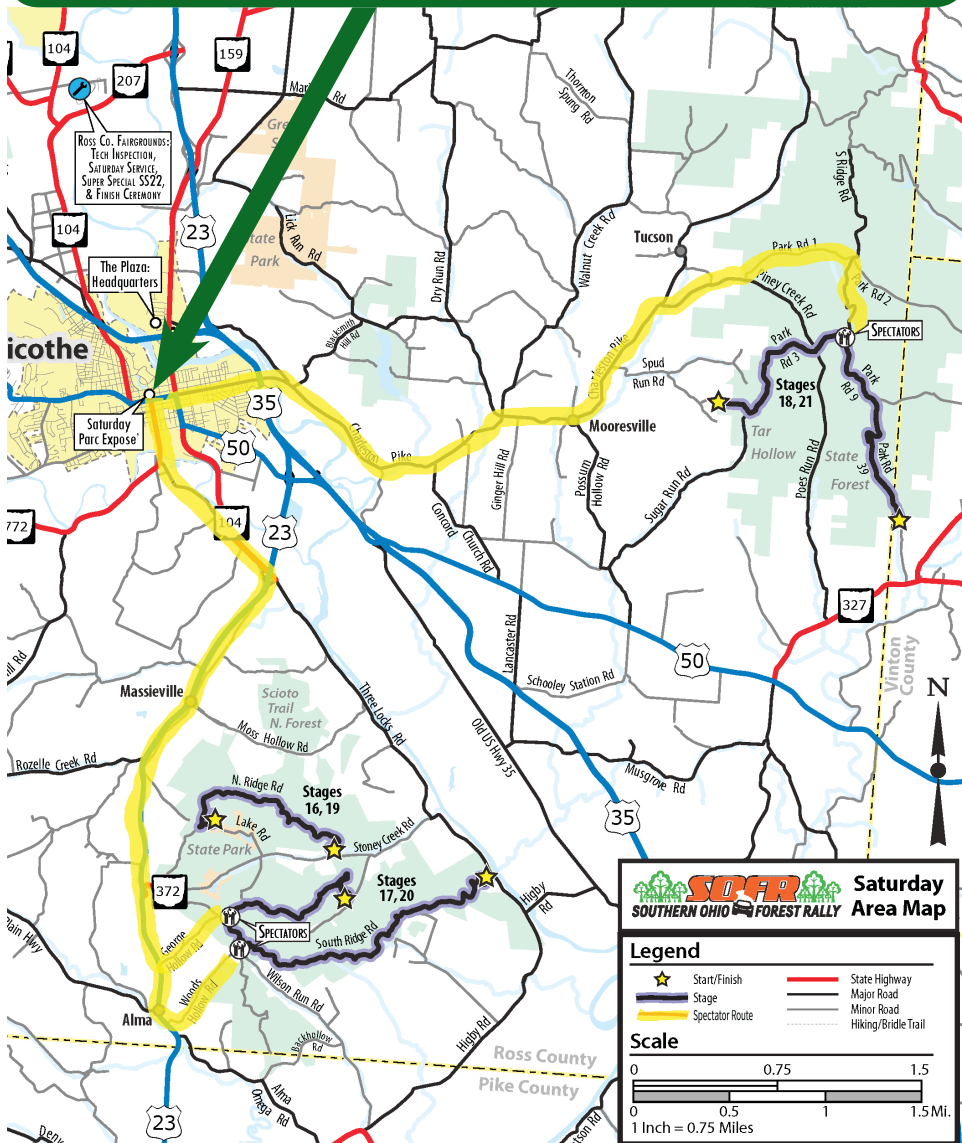 104
207
159
Ross Co. Fairgrounds:
Tech Inspection,
Saturday Service,
Super Special SS22,
& Finish Ceremony
104
23
The Plaza:
Headquarters
icothe
Saturday
Parc Expose'
State
Park
Lick Run Rd
Dry Run Rd
Blacksmith
Hill Rd
Thornton
Spung Rd
Walnut Creek Rd
Tucson
S Ridge Rd
Park Rd 1
Park Rd 2
Piney Creek Rd
Spectators
Park
Rd 3
Stages
18, 21
Park
Rd 9
Park Rd
39
Tar
Hollow
State
Forest
Spud
Run Rd
Charleston Pike
Mooresville
35
50
Charleston
Pike
Ginger Hill Rd
Possum
Hollow Rd
Sugar Run Rd
Poes Run Rd
772
104
23
Concord
Church Rd
Lancaster Rd
327
50
Vinton
County
N
Schooley Station Rd
Massieville
Scioto
Trail
N. Forest
Moss Hollow Rd
Three Locks Rd
Old US Hwy 35
Rozelle Creek Rd
Musgrove Rd
35
N. Ridge Rd
Stages
16, 19
Lake Rd
State Park
Stoney Creek Rd
372
Stages
17, 20
Higby
Rd
George
Hollow Rd
Spectators
South Ridge Rd
Woods
Hollow Rd
Wilson Run Rd
Alma
Backhollow
Rd
Higby Rd
Ross County
Pike County
Alma
Omega Rd
23
SOFR
SOUTHERN OHIO FOREST RALLY
Saturday
Area Map
Legend
Start/Finish
Stage
Spectator Route
State Highway
Major Road
Minor Road
Hiking/Bridle Trail
Scale
0 0.75 1.5
0 0.5 1 1.5 Mi.
1 Inch = 0.75 Miles